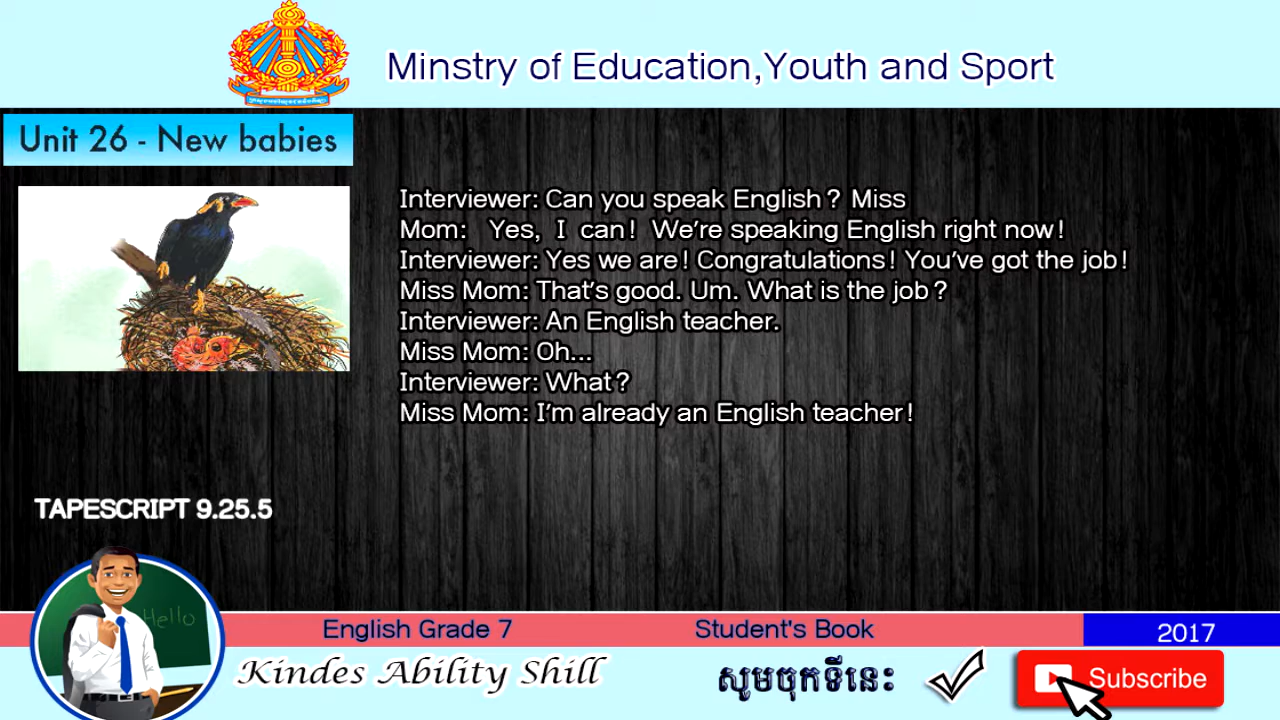 Minstry of Education,Youth and Sport
Unit 26 - New babies
Interviewer: Can you speak English? Miss
Mom: Yes, I can! We're speaking English right now!
Interviewer: Yes we are! Congratulations! You've got the job!
Miss Mom: That's good. Um. What is the job?
Interviewer: An English teacher.
Miss Mom: Oh...
Interviewer: What?
Miss Mom: I'm already an English teacher!
TAPESCRIPT 9.25.5
Hello
English Grade 7
Student's Book
2017
Kindes Ability Shill
សូមចុកទីនេះ
Subscribe